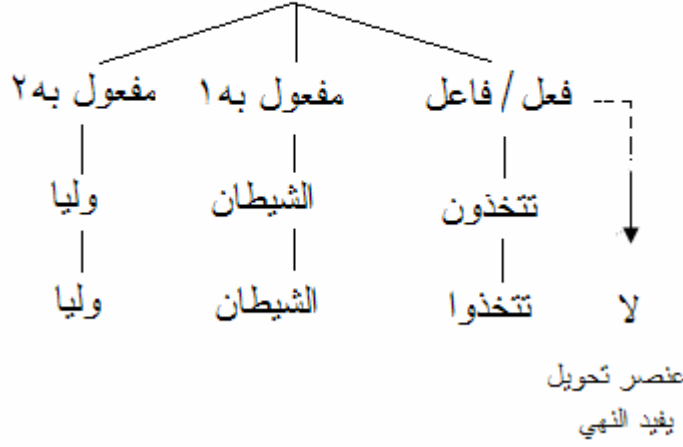 فعل / فاعل مفعول به١ مفعول به٢
تتخذون الشيطان وليا
لا تتخذوا الشيطان وليا
عنصر تحويل
يفيد النهي